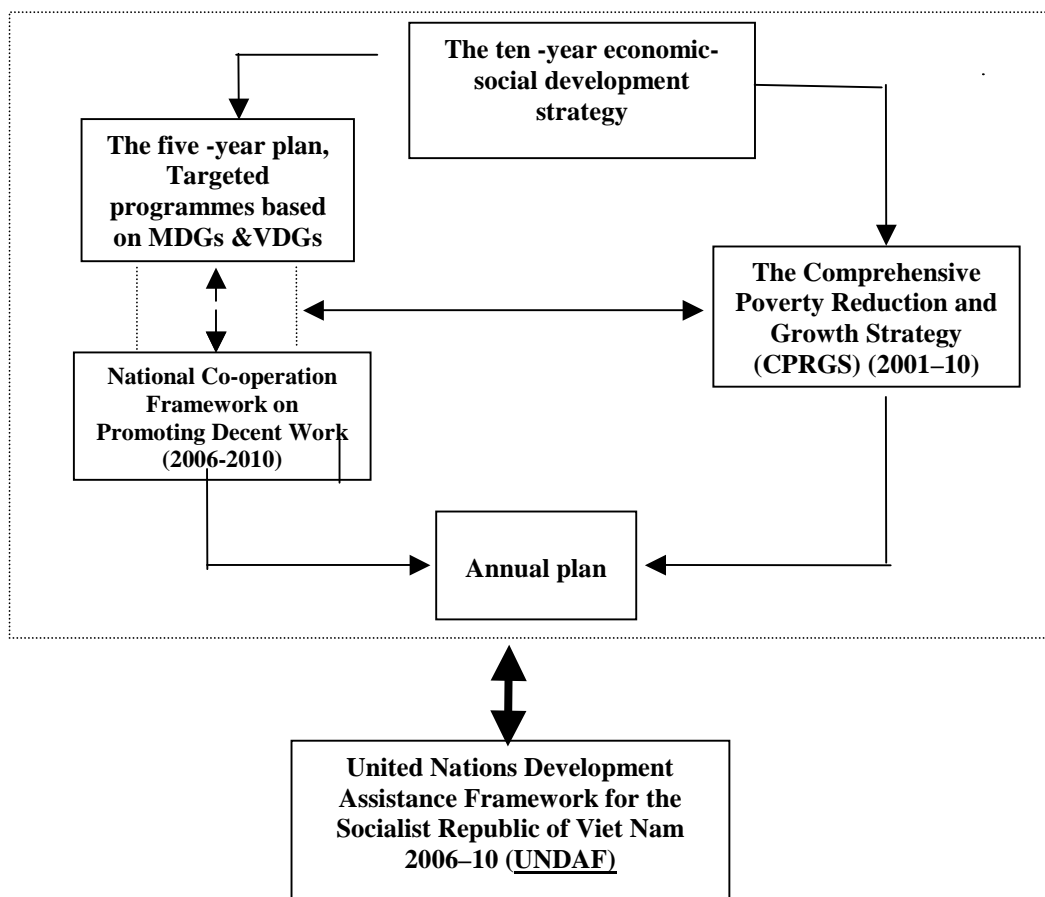 The ten -year economic-
social development
strategy
The five -year plan,
Targeted
programmes based
on MDGs &VDGs
The Comprehensive
Poverty Reduction and
Growth Strategy
(CPRGS) (2001–10)
National Co-operation
Framework on
Promoting Decent Work
(2006-2010)
Annual plan
United Nations Development
Assistance Framework for the
Socialist Republic of Viet Nam
2006–10 (UNDAF)